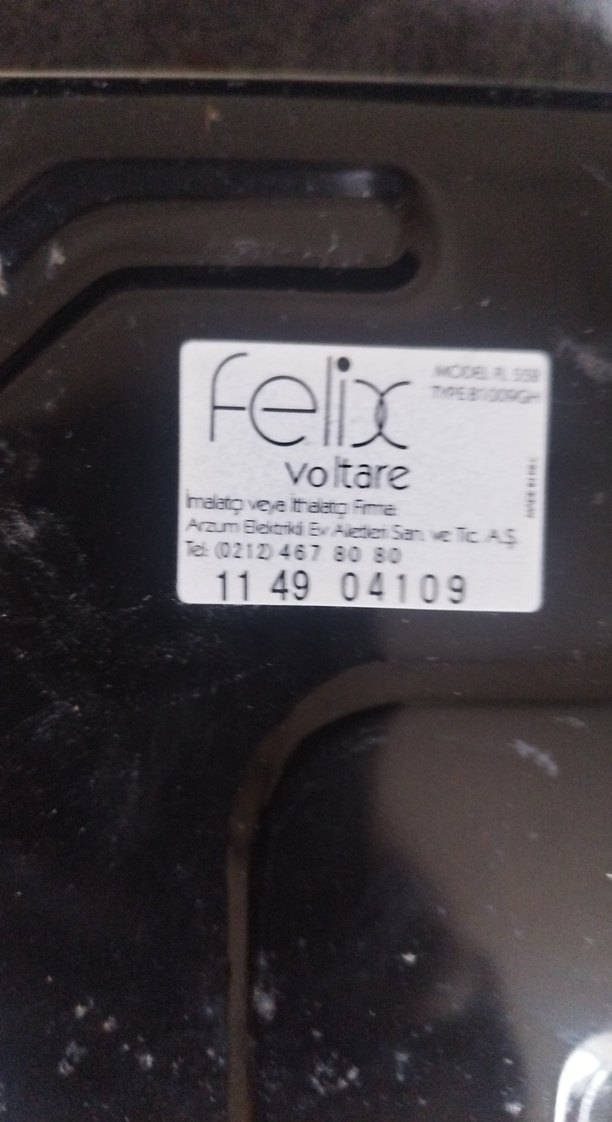 felix
voltare
MODEL FL 558
İmalatçı veya İthalatçı Firma:
Arzum Elektrikli Ev Aletleri San. ve Tic. A.Ş.
Tel: (0212) 467 80 80
11 49 04109